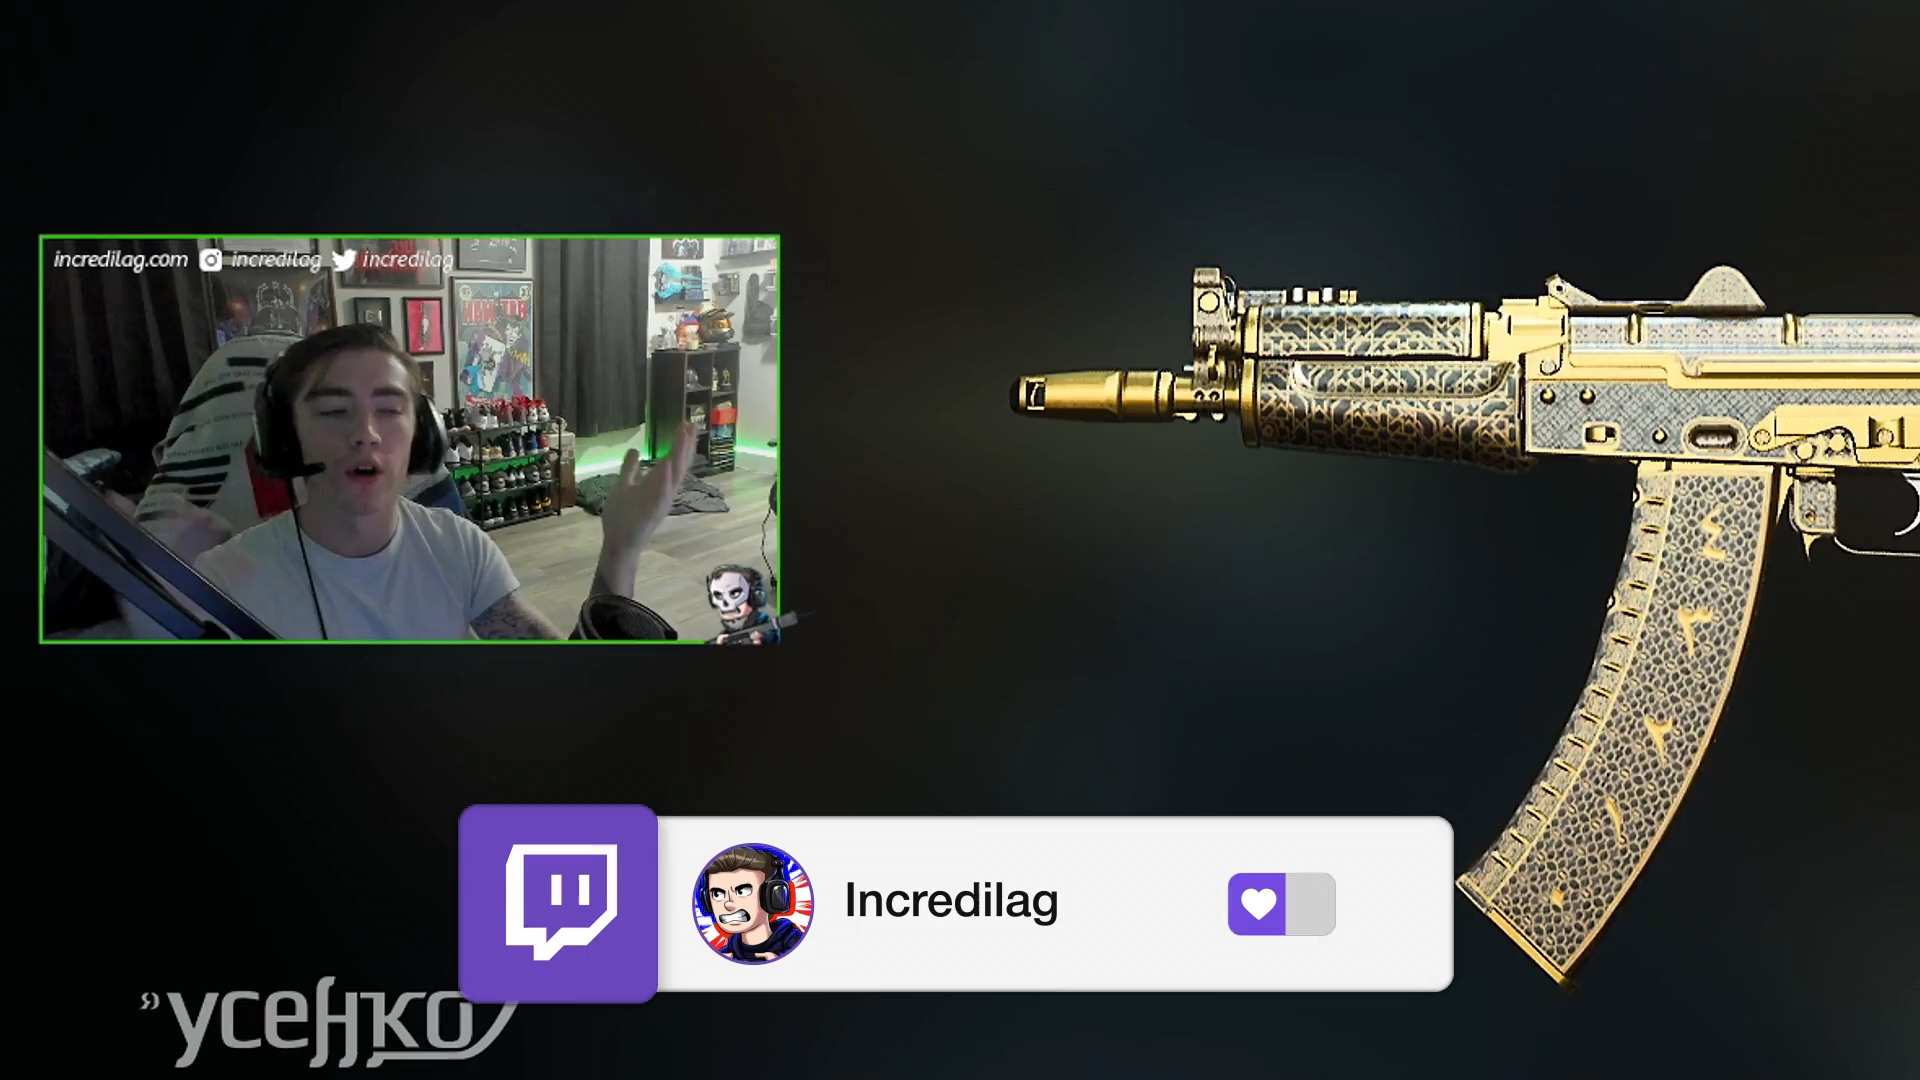 incredilag.com incredilag incredilag
Incredilag
усенко